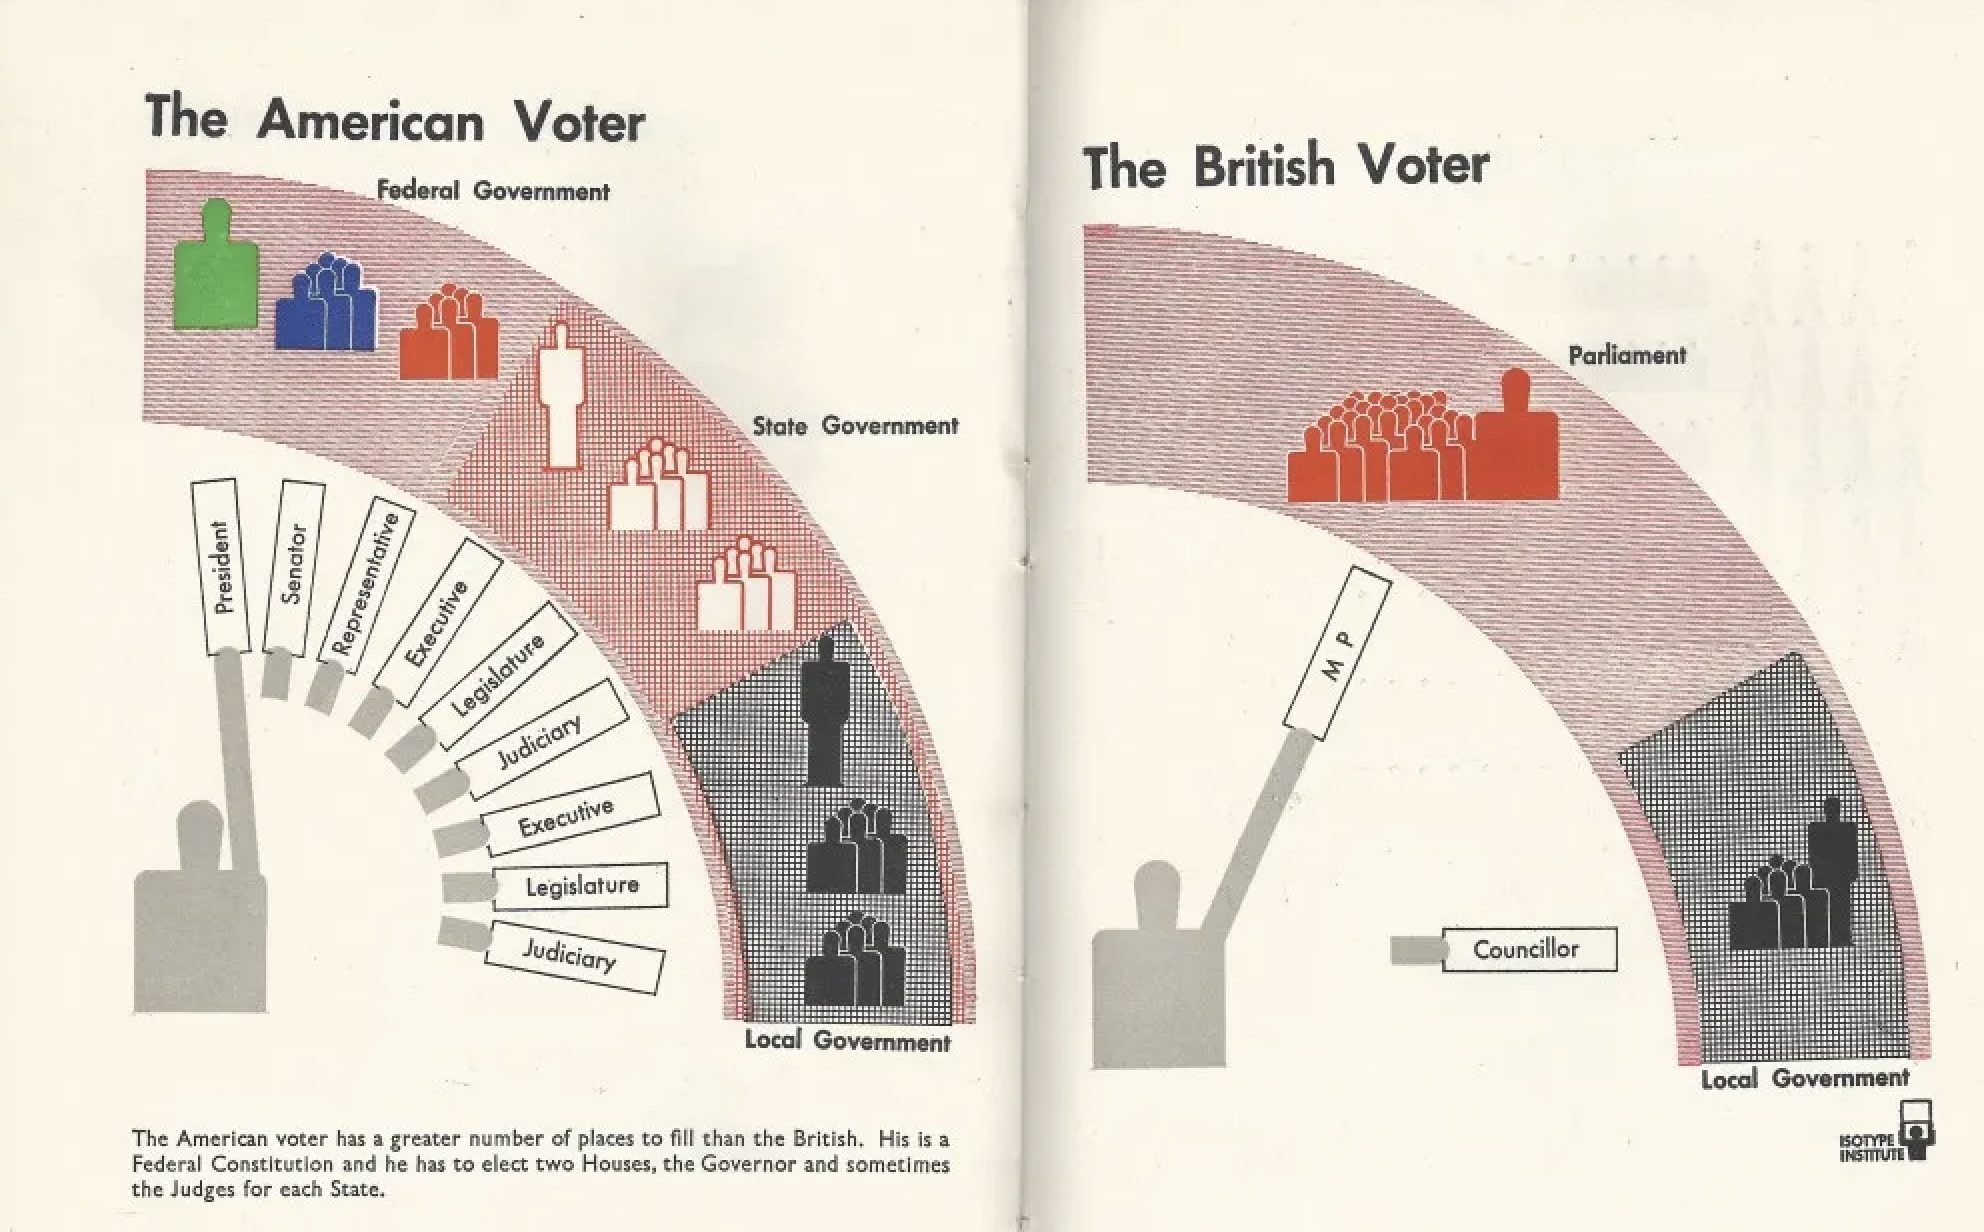 The American Voter
Federal Government
State Government
President
Senator
Representative
Executive
Legislature
Judiciary
Executive
Legislature
Judiciary
Local Government
The American voter has a greater number of places to fill than the British. His is a
Federal Constitution and he has to elect two Houses, the Governor and sometimes
the Judges for each State.
The British Voter
Parliament
M P
Councillor
Local Government
ISOTYPE
INSTITUTE